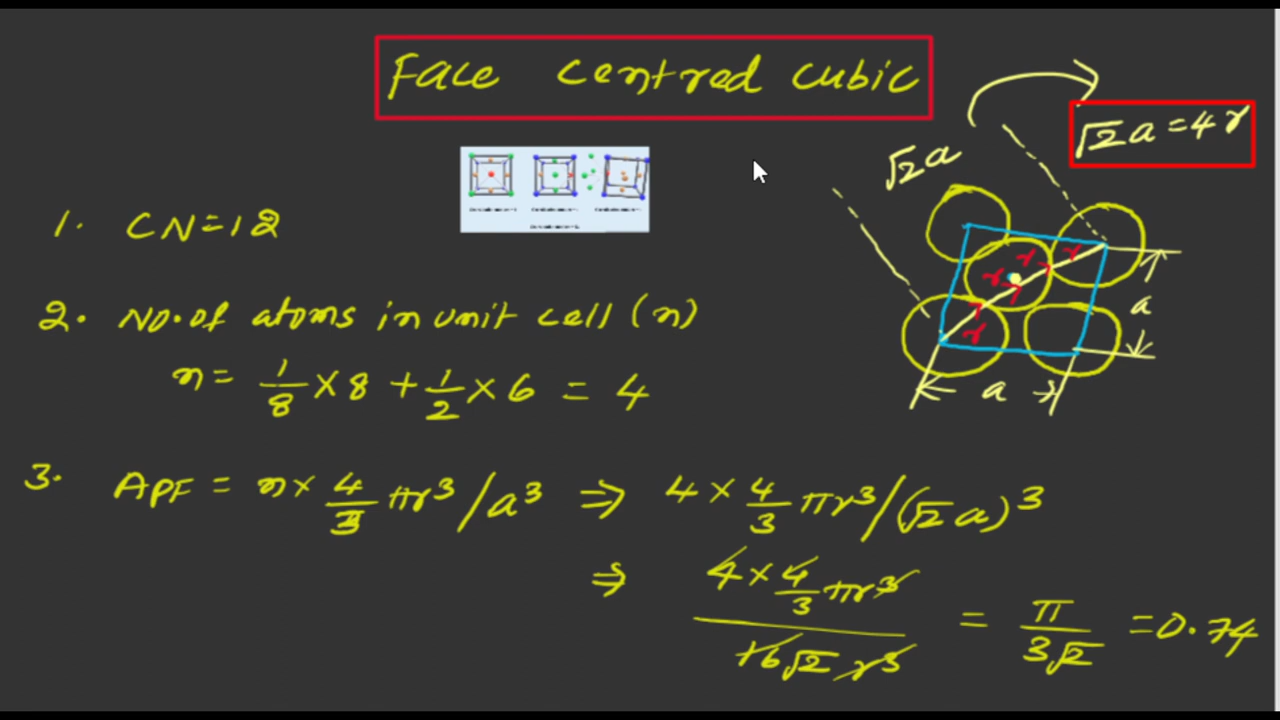 Face Centred Cubic
√2a = 4r
√2a
1. CN = 12
2. No. of atoms in unit cell (n)
n = 1/8 × 8 + 1/2 × 6 = 4
r r r r
a
a
3. APF = n × 4/3 πr³ / a³ ⇒ 4 × 4/3 πr³ / (√2 a)³
⇒ 4 × 4/3 πr³ / 16√2 r³ = π / 3√2 = 0.74